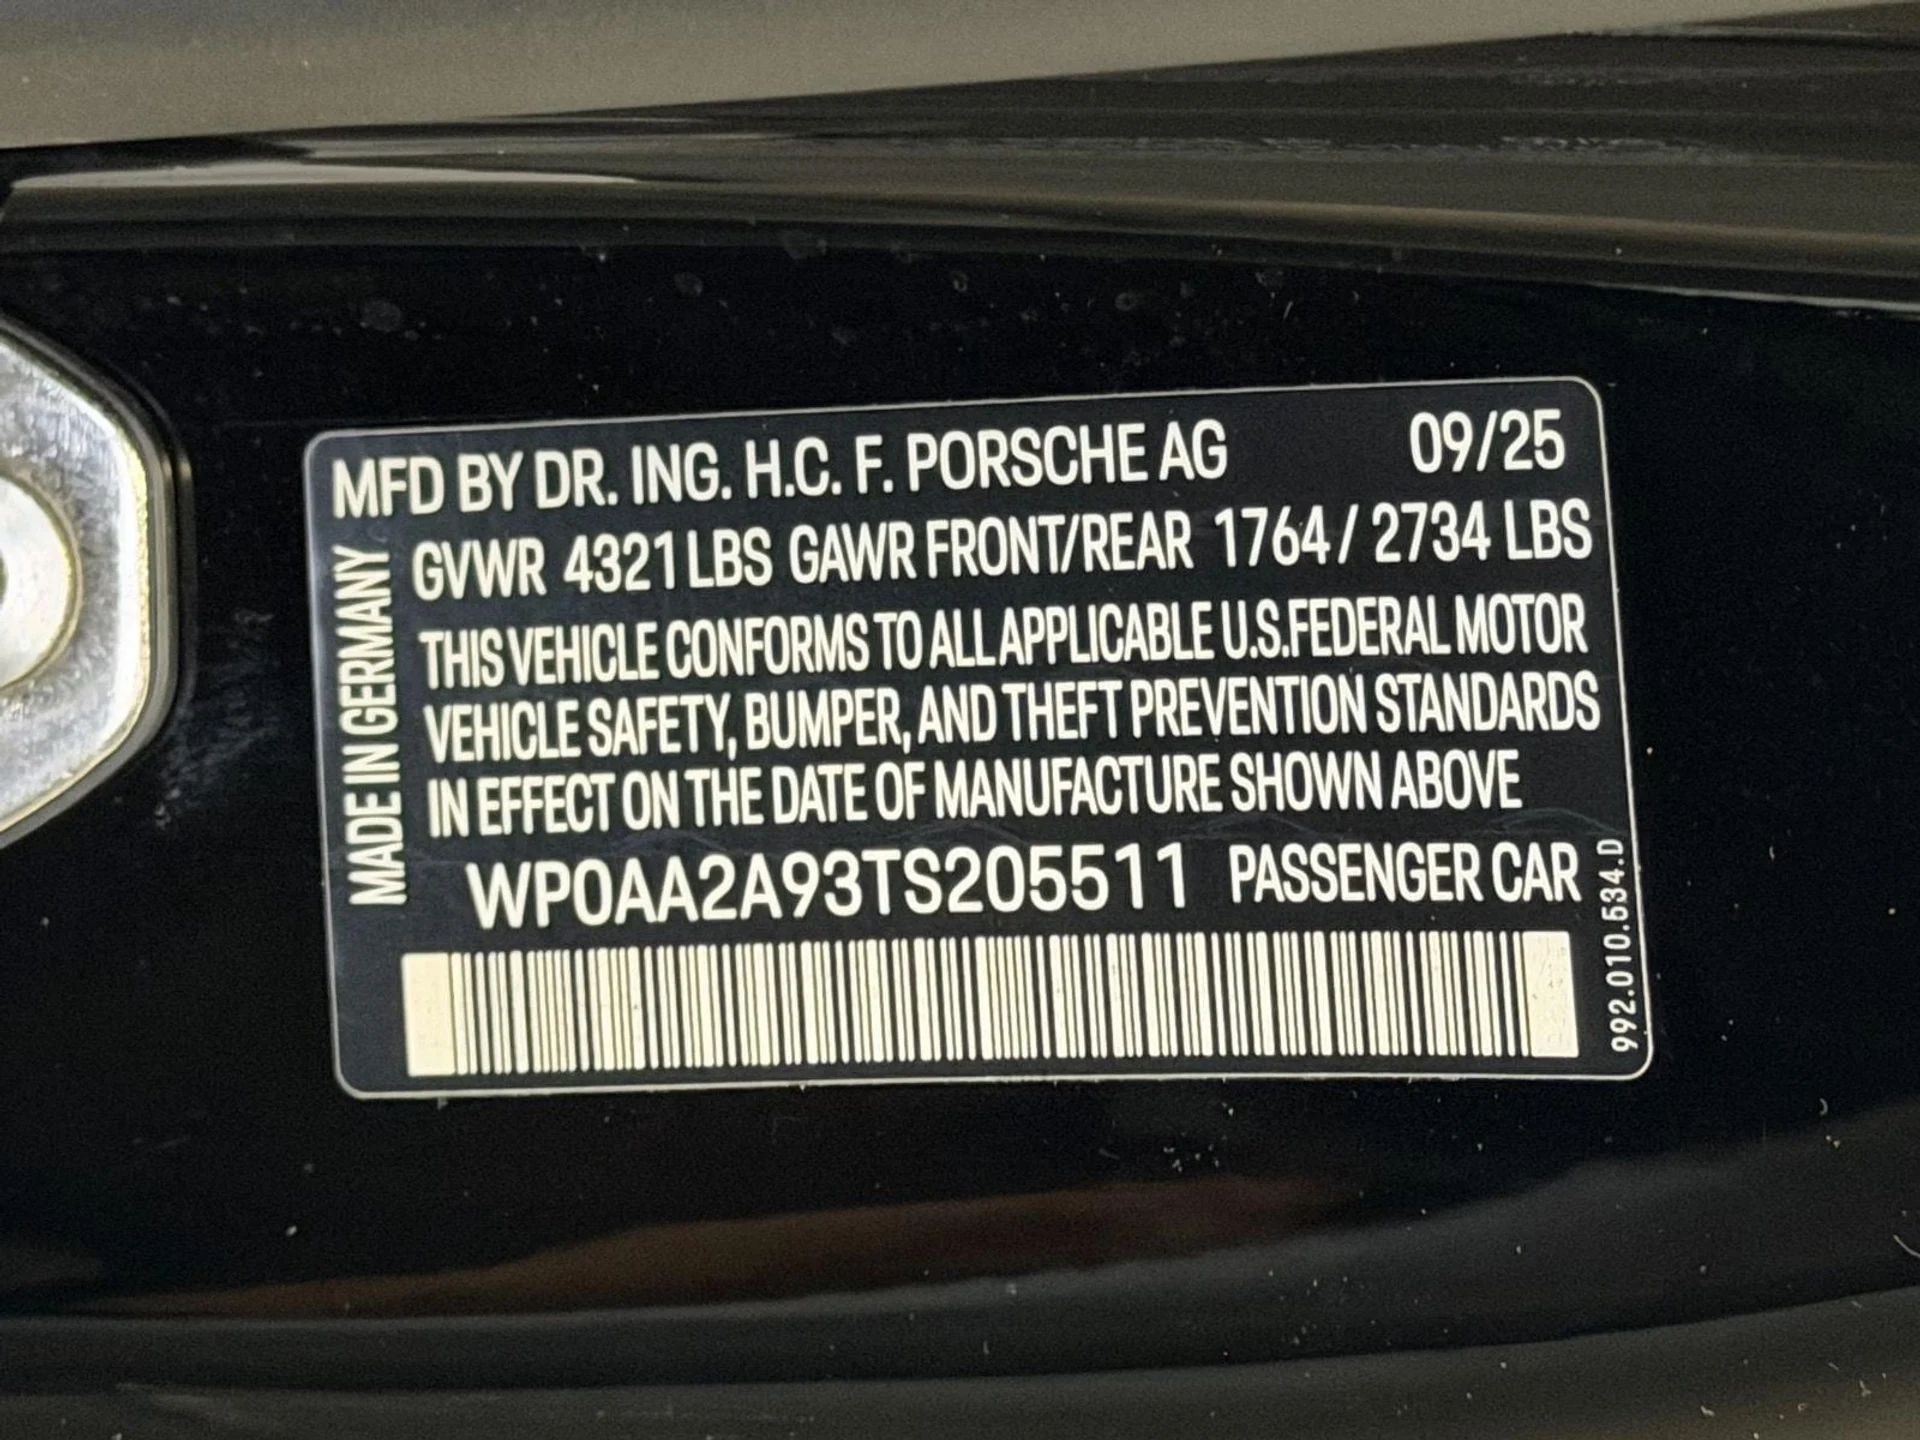 MFD BY DR. ING. H.C. F. PORSCHE AG 09/25
GVWR 4321 LBS GAWR FRONT/REAR 1764 / 2734 LBS
THIS VEHICLE CONFORMS TO ALL APPLICABLE U.S.FEDERAL MOTOR
VEHICLE SAFETY, BUMPER, AND THEFT PREVENTION STANDARDS
IN EFFECT ON THE DATE OF MANUFACTURE SHOWN ABOVE
WP0AA2A93TS205511 PASSENGER CAR
MADE IN GERMANY
992.010.534.D